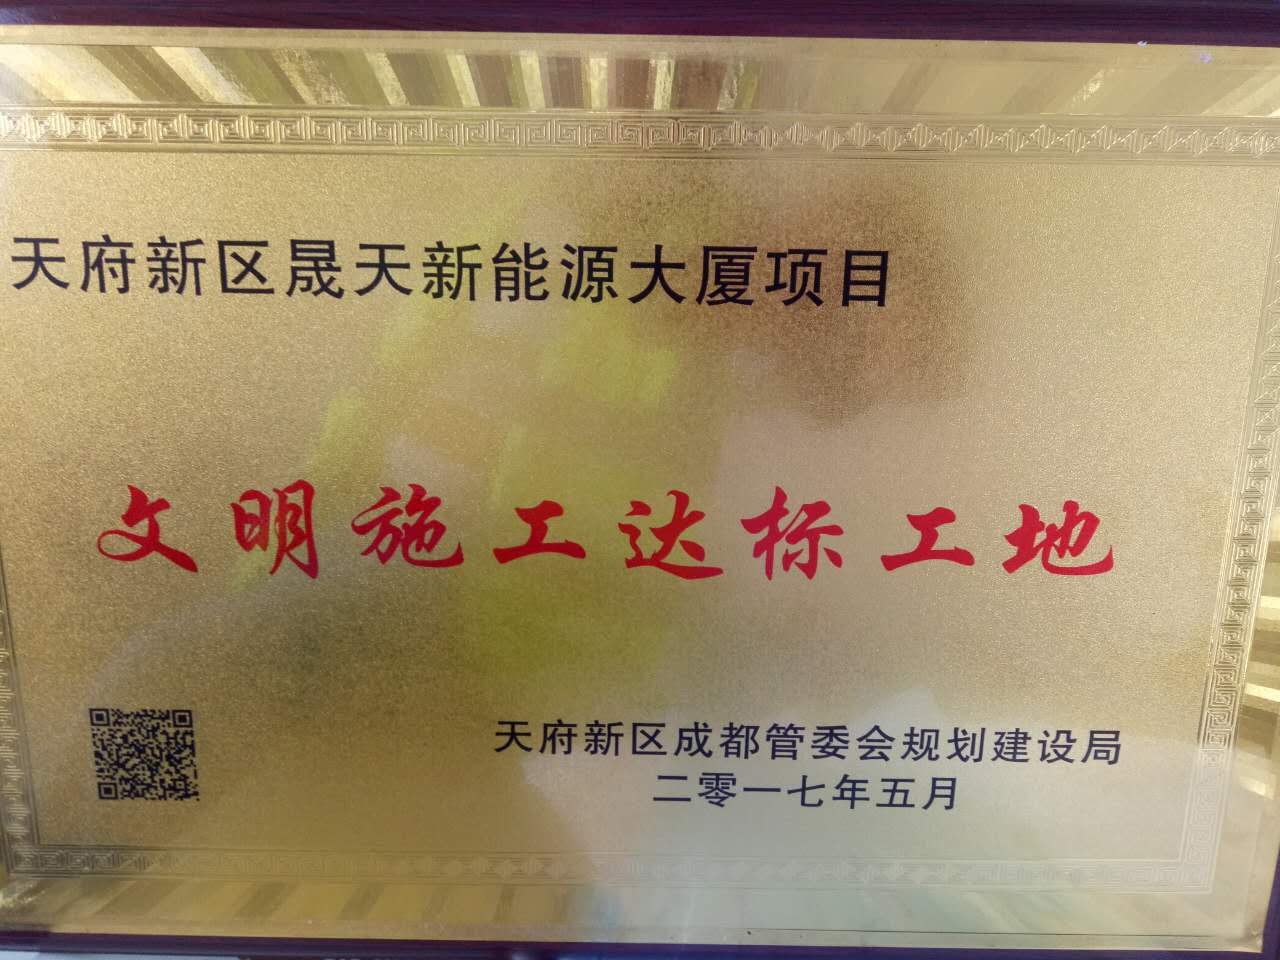 天府新区晟天新能源大厦项目
文明施工达标工地
天府新区成都管委会规划建设局
二零一七年五月